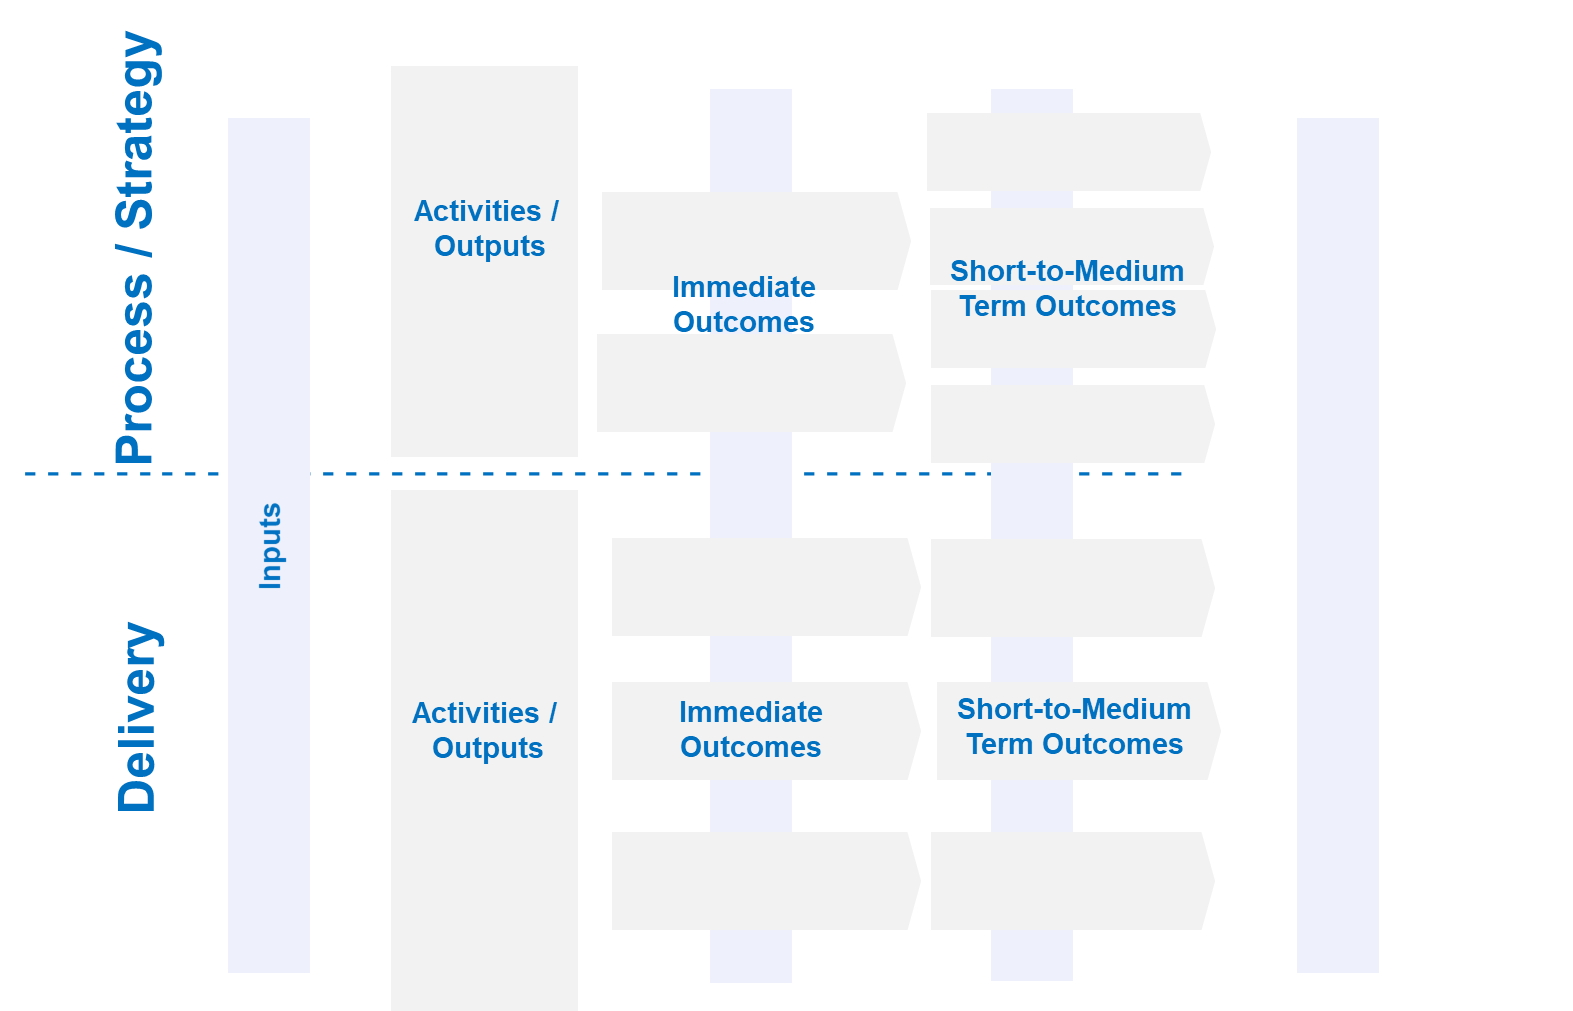 Process / Strategy
Activities /
Outputs
Immediate
Outcomes
Short-to-Medium
Term Outcomes
Inputs
Delivery
Activities /
Outputs
Immediate
Outcomes
Short-to-Medium
Term Outcomes